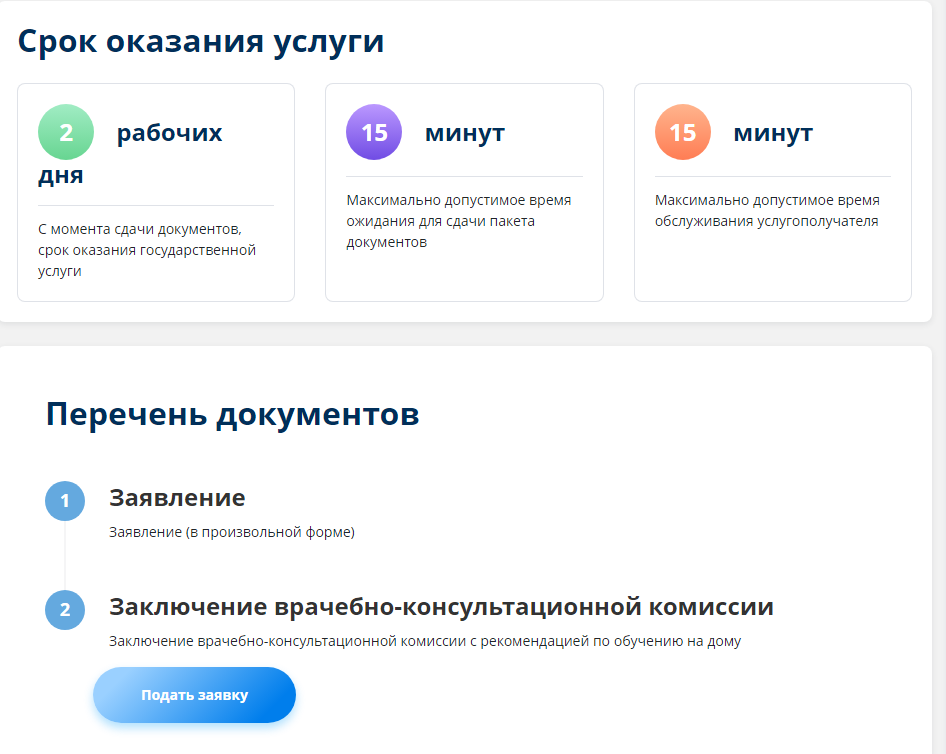 Срок оказания услуги
2 рабочих
дня
С момента сдачи документов,
срок оказания государственной
услуги
15 минут
Максимально допустимое время
ожидания для сдачи пакета
документов
15 минут
Максимально допустимое время
обслуживания услугополучателя
Перечень документов
1 Заявление
Заявление (в произвольной форме)
2 Заключение врачебно-консультационной комиссии
Заключение врачебно-консультационной комиссии с рекомендацией по обучению на дому
Подать заявку